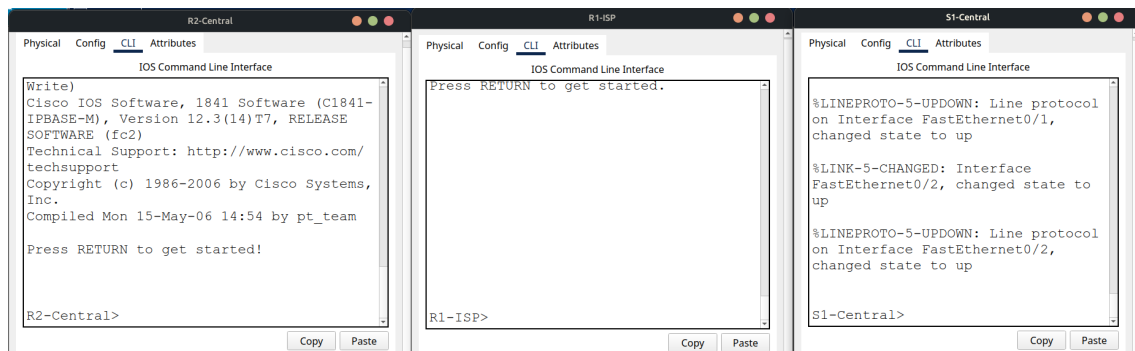 R2-Central
Physical Config CLI Attributes
IOS Command Line Interface
Write)
Cisco IOS Software, 1841 Software (C1841-
IPBASE-M), Version 12.3(14)T7, RELEASE
SOFTWARE (fc2)
Technical Support: http://www.cisco.com/
techsupport
Copyright (c) 1986-2006 by Cisco Systems,
Inc.
Compiled Mon 15-May-06 14:54 by pt_team
Press RETURN to get started!
R2-Central>
Copy Paste
R1-ISP
Physical Config CLI Attributes
IOS Command Line Interface
Press RETURN to get started.
R1-ISP>
Copy Paste
S1-Central
Physical Config CLI Attributes
IOS Command Line Interface
%LINEPROTO-5-UPDOWN: Line protocol
on Interface FastEthernet0/1,
changed state to up
%LINK-5-CHANGED: Interface
FastEthernet0/2, changed state to
up
%LINEPROTO-5-UPDOWN: Line protocol
on Interface FastEthernet0/2,
changed state to up
S1-Central>
Copy Paste